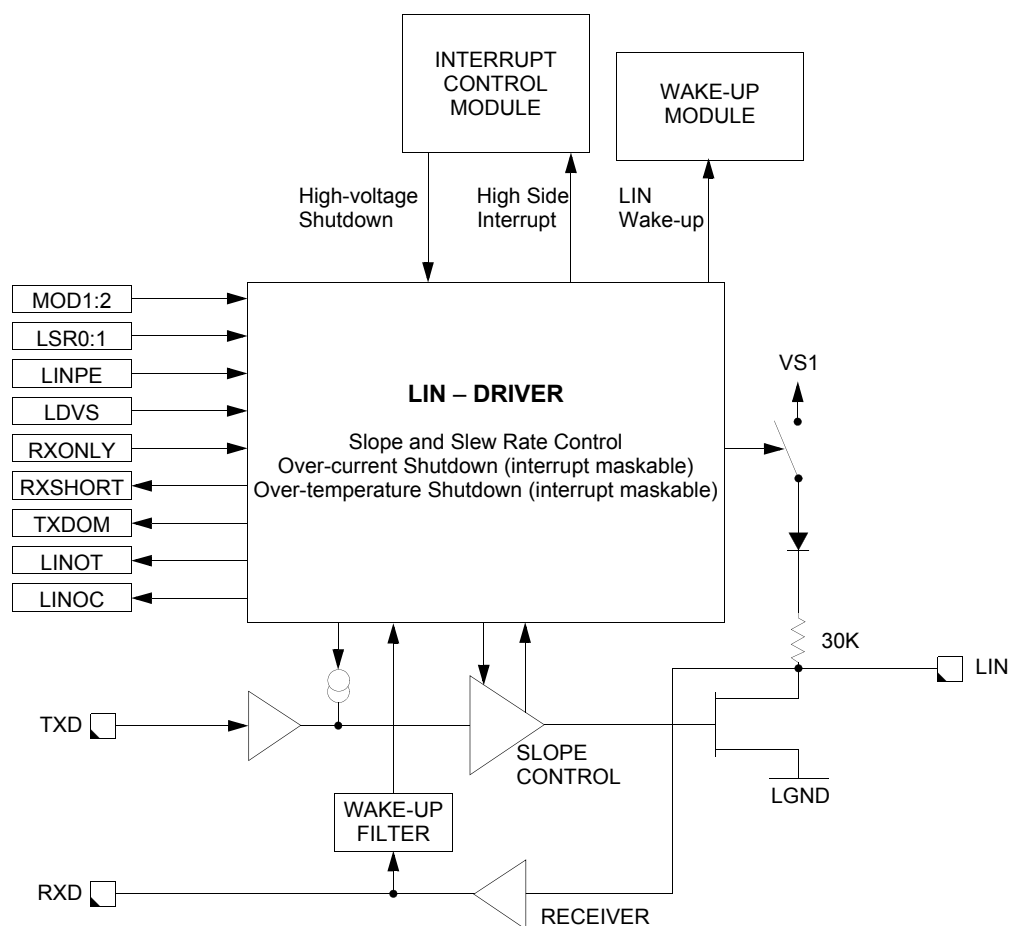 INTERRUPT
CONTROL
MODULE
WAKE-UP
MODULE
High-voltage
Shutdown
High Side
Interrupt
LIN
Wake-up
MOD1:2
LSR0:1
LINPE
LDVS
RXONLY
RXSHORT
TXDOM
LINOT
LINOC
LIN – DRIVER
Slope and Slew Rate Control
Over-current Shutdown (interrupt maskable)
Over-temperature Shutdown (interrupt maskable)
VS1
30K
LIN
TXD
SLOPE
CONTROL
LGND
WAKE-UP
FILTER
RXD
RECEIVER